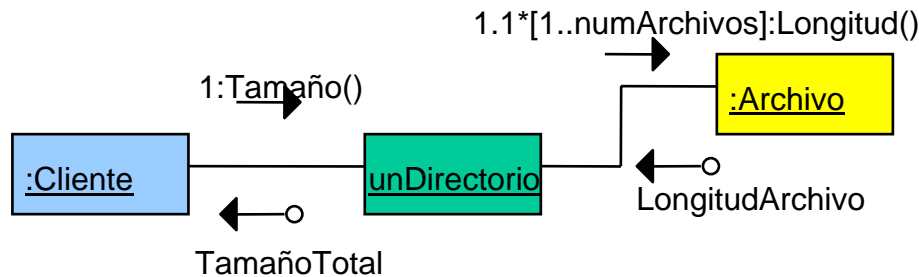 1.1*[1..numArchivos]:Longitud()
1:Tamaño()
:Archivo
:Cliente
unDirectorio
LongitudArchivo
TamañoTotal